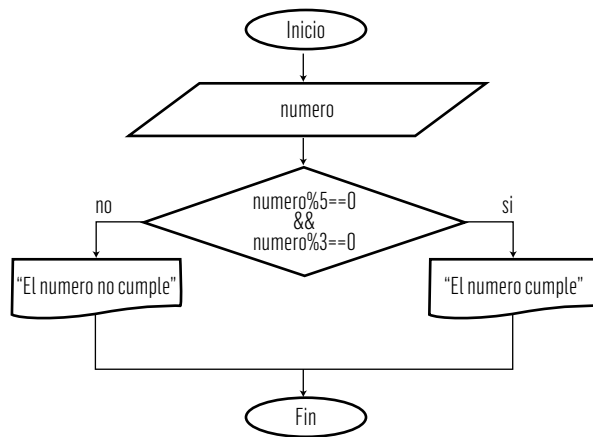 Inicio
numero
numero%5==0
&&
numero%3==0
no
si
“El numero no cumple”
“El numero cumple”
Fin